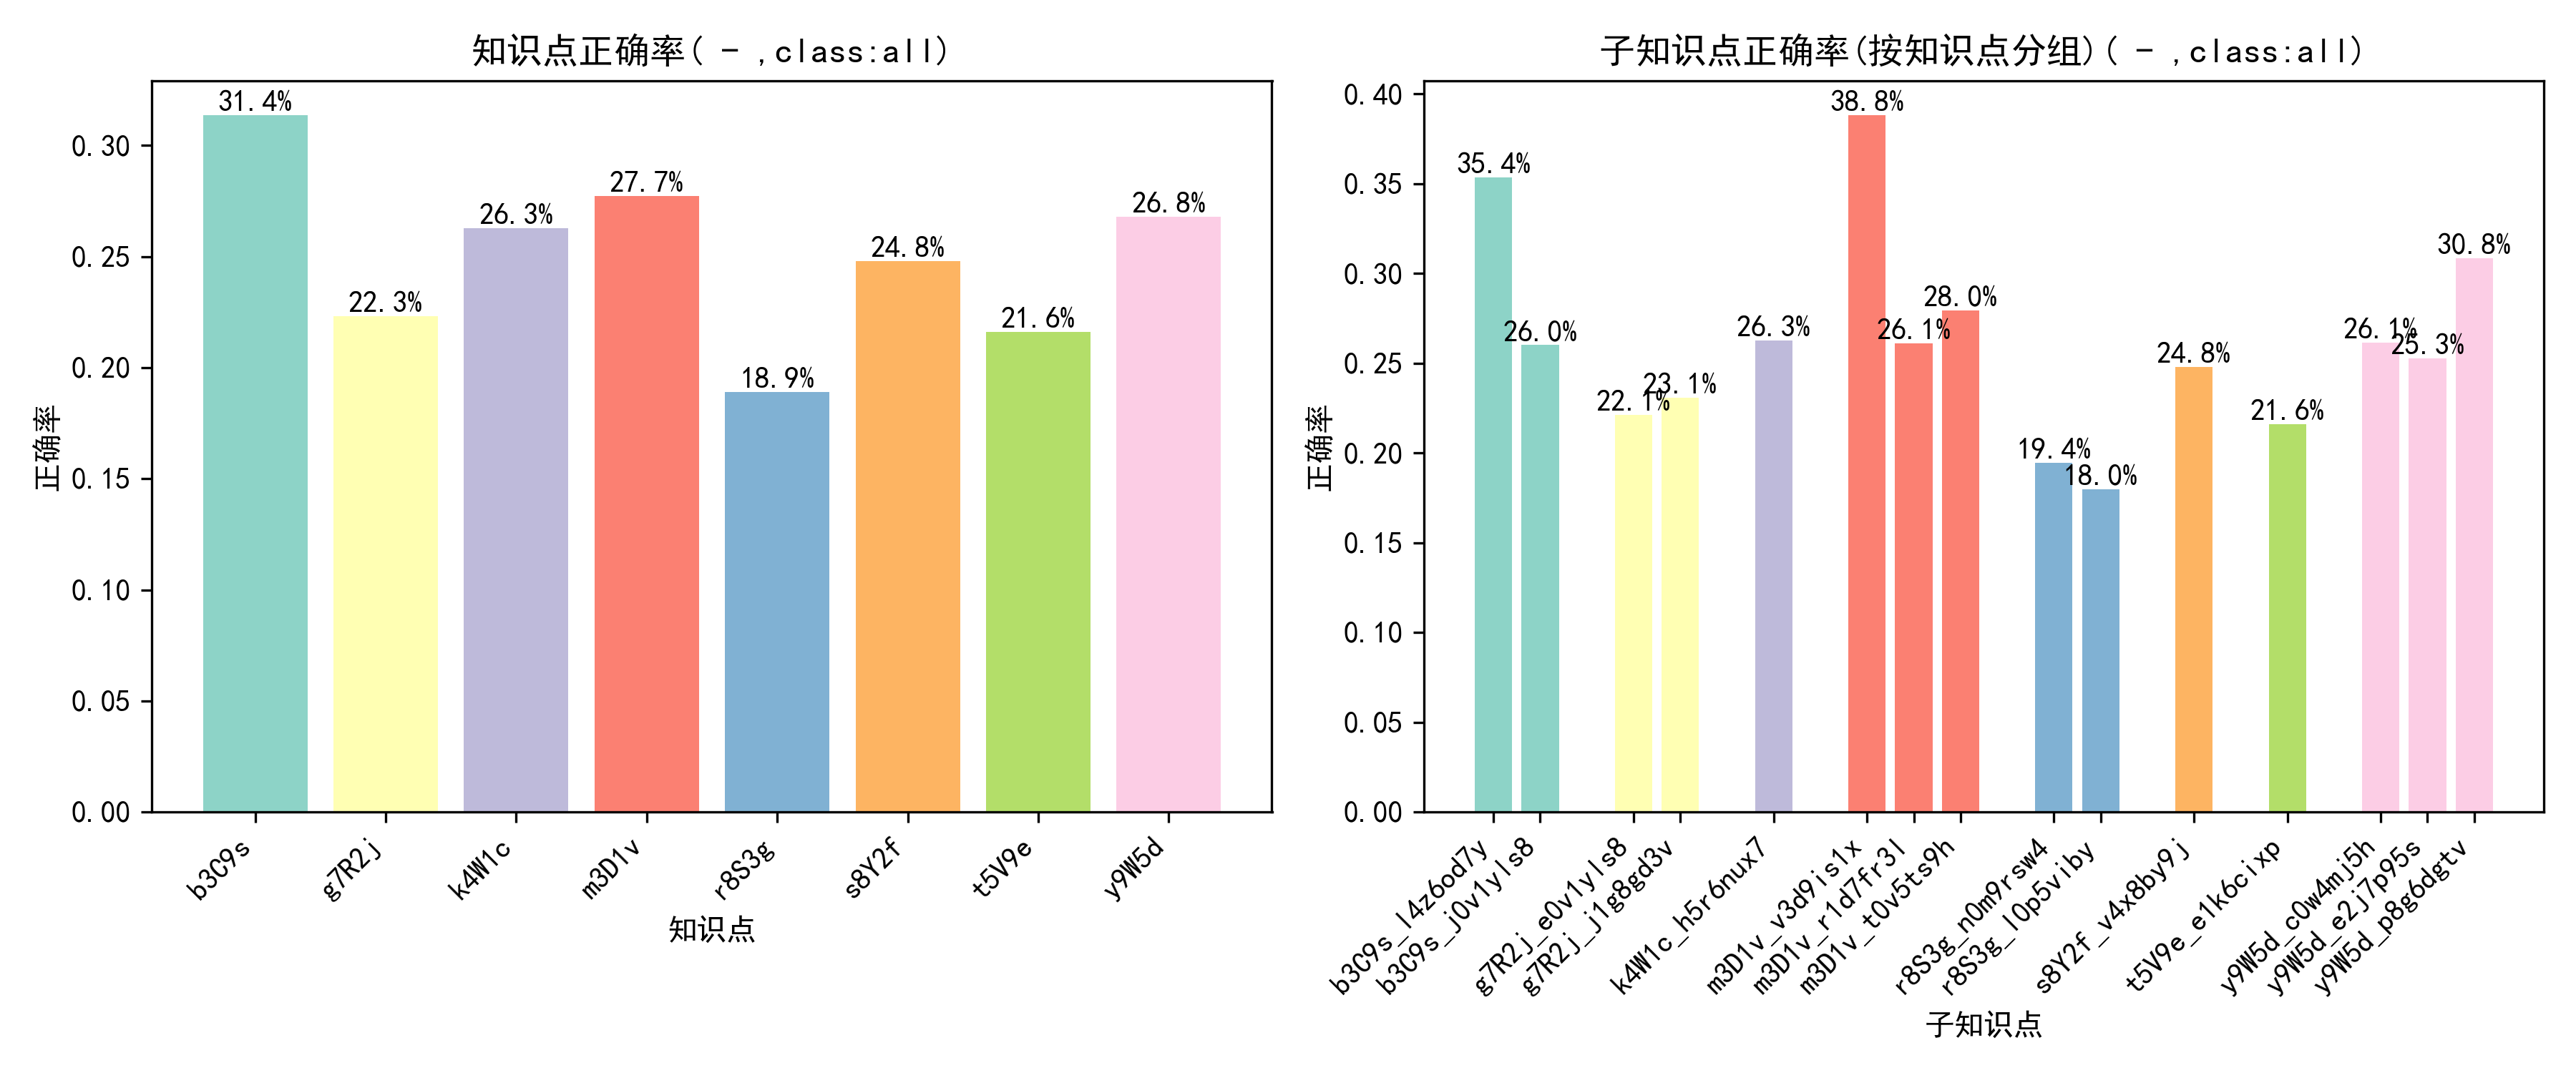 知识点正确率( - ,class:all)
31.4%
22.3%
26.3%
27.7%
18.9%
24.8%
21.6%
26.8%
0.30
0.25
0.20
0.15
0.10
0.05
0.00
正确率
b3C9s
g7R2j
k4W1c
m3D1v
r8S3g
s8Y2f
t5V9e
y9W5d
知识点
子知识点正确率(按知识点分组)( - ,class:all)
35.4%
26.0%
22.1%
23.1%
26.3%
38.8%
26.1%
28.0%
19.4%
18.0%
24.8%
21.6%
26.1%
25.3%
30.8%
0.40
0.35
0.30
0.25
0.20
0.15
0.10
0.05
0.00
正确率
b3C9s_l4z6od7y
b3C9s_j0v1yls8
g7R2j_e0v1yls8
g7R2j_j1g8gd3v
k4W1c_h5r6nux7
m3D1v_v3d9is1x
m3D1v_r1d7fr3l
m3D1v_t0v5ts9h
r8S3g_n0m9rsw4
r8S3g_l0p5viby
s8Y2f_v4x8by9j
t5V9e_e1k6cixp
y9W5d_c0w4mj5h
y9W5d_e2j7p95s
y9W5d_p8g6dgtv
子知识点